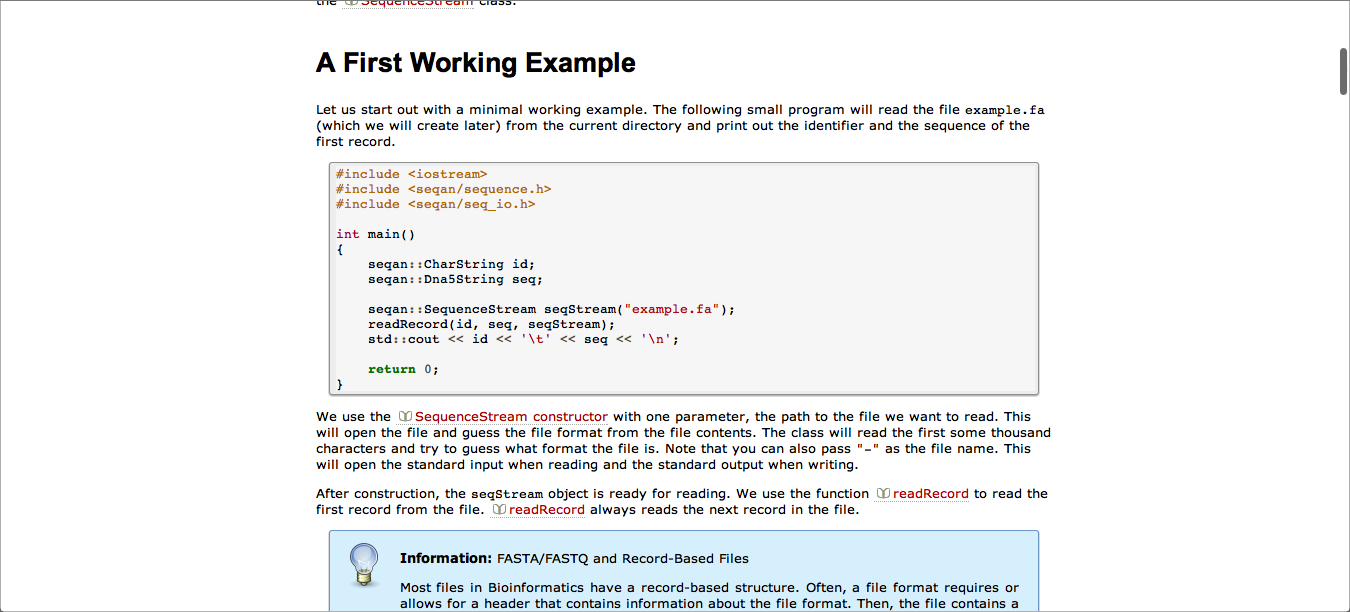 the SequenceStream class.
A First Working Example
Let us start out with a minimal working example. The following small program will read the file example.fa
(which we will create later) from the current directory and print out the identifier and the sequence of the
first record.
#include <iostream>
#include <seqan/sequence.h>
#include <seqan/seq_io.h>
int main()
{
    seqan::CharString id;
    seqan::Dna5String seq;
    seqan::SequenceStream seqStream("example.fa");
    readRecord(id, seq, seqStream);
    std::cout << id << '\t' << seq << '\n';
    return 0;
}
We use the SequenceStream constructor with one parameter, the path to the file we want to read. This
will open the file and guess the file format from the file contents. The class will read the first some thousand
characters and try to guess what format the file is. Note that you can also pass "-" as the file name. This
will open the standard input when reading and the standard output when writing.
After construction, the seqStream object is ready for reading. We use the function readRecord to read the
first record from the file. readRecord always reads the next record in the file.
Information: FASTA/FASTQ and Record-Based Files
Most files in Bioinformatics have a record-based structure. Often, a file format requires or
allows for a header that contains information about the file format. Then, the file contains a